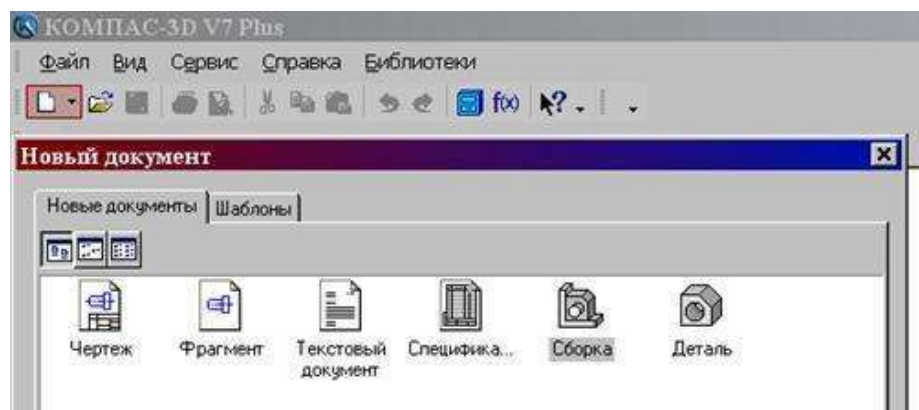 КОМПАС-3D V7 Plus
Файл Вид Сервис Справка Библиотеки
f(x) ?
Новый документ
Новые документы Шаблоны
Чертеж Фрагмент Текстовый документ Специфика... Сборка Деталь